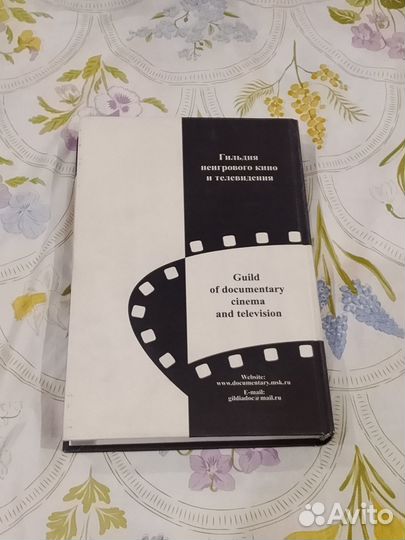 Гильдия
неигрового кино
и телевидения
Guild
of documentary
cinema
and television
Website:
www.documentary.msk.ru
E-mail:
gildiadoc@mail.ru
Avito